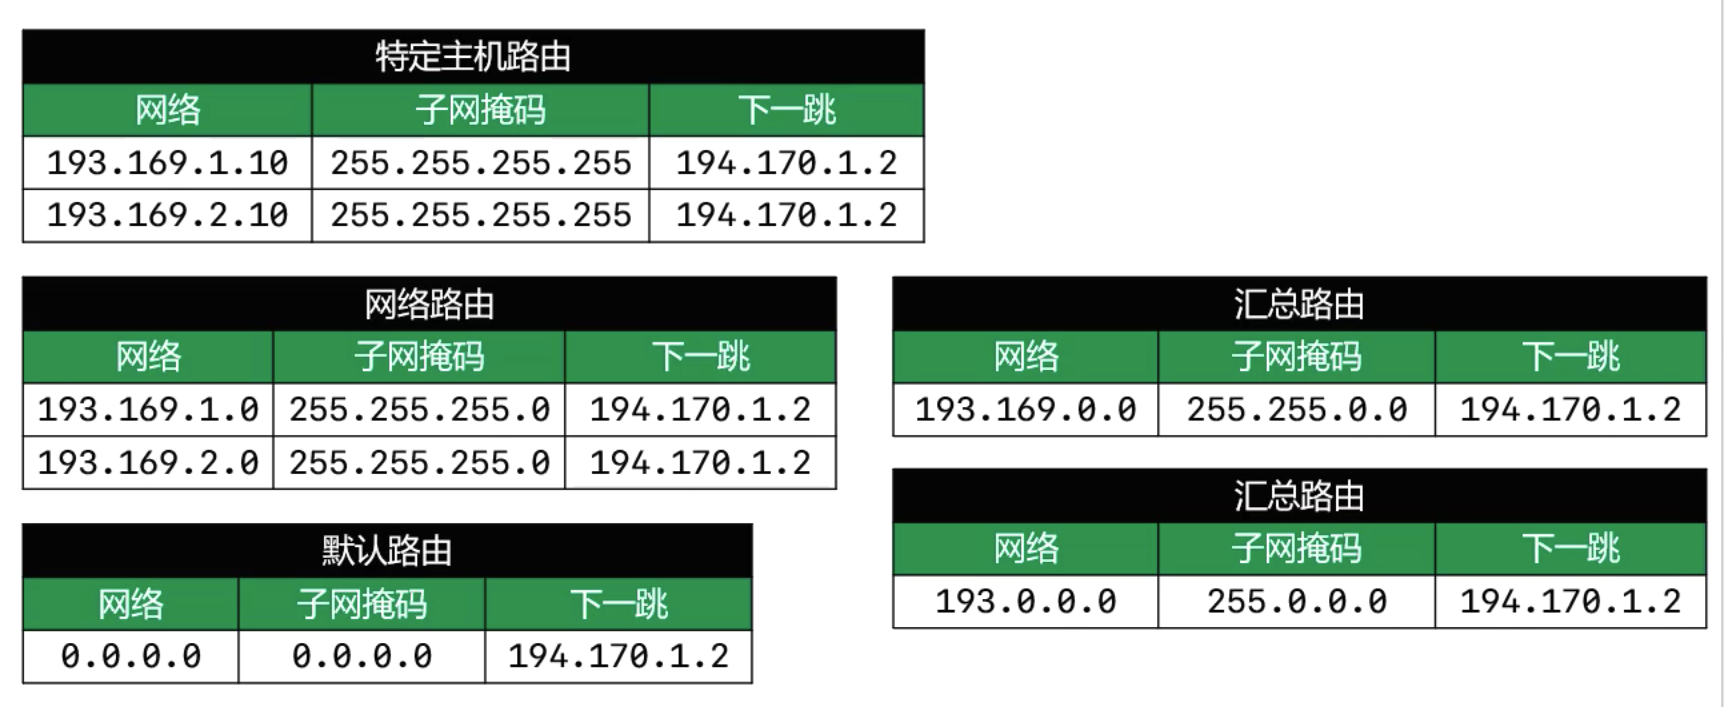 特定主机路由
网络 子网掩码 下一跳
193.169.1.10 255.255.255.255 194.170.1.2
193.169.2.10 255.255.255.255 194.170.1.2
网络路由
网络 子网掩码 下一跳
193.169.1.0 255.255.255.0 194.170.1.2
193.169.2.0 255.255.255.0 194.170.1.2
默认路由
网络 子网掩码 下一跳
0.0.0.0 0.0.0.0 194.170.1.2
汇总路由
网络 子网掩码 下一跳
193.169.0.0 255.255.0.0 194.170.1.2
汇总路由
网络 子网掩码 下一跳
193.0.0.0 255.0.0.0 194.170.1.2